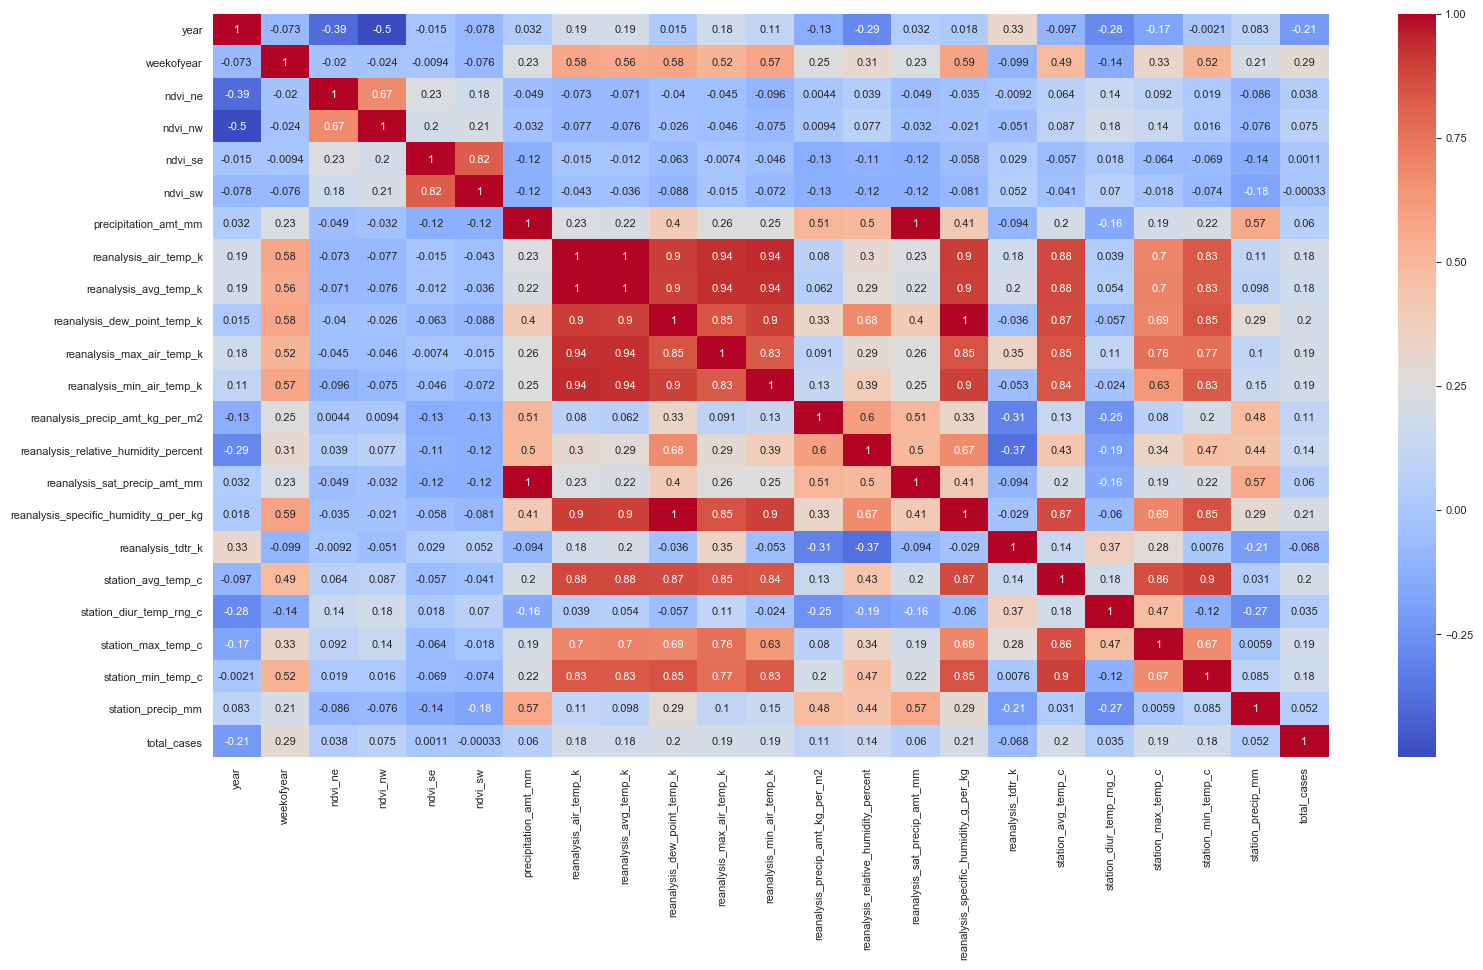 year 1 -0.073 -0.39 -0.5 -0.015 -0.078 0.032 0.19 0.19 0.015 0.18 0.11 -0.13 -0.29 0.032 0.018 0.33 -0.097 -0.28 -0.17 -0.0021 0.083 -0.21
weekofyear -0.073 1 -0.02 -0.024 -0.0094 -0.076 0.23 0.58 0.56 0.58 0.52 0.57 0.25 0.31 0.23 0.59 -0.099 0.49 -0.14 0.33 0.52 0.21 0.29
ndvi_ne -0.39 -0.02 1 0.67 0.23 0.18 -0.049 -0.073 -0.071 -0.04 -0.045 -0.096 0.0044 0.039 -0.049 -0.035 -0.0092 0.064 0.14 0.092 0.019 -0.086 0.038
ndvi_nw -0.5 -0.024 0.67 1 0.2 0.21 -0.032 -0.077 -0.076 -0.026 -0.046 -0.075 0.0094 0.077 -0.032 -0.021 -0.051 0.087 0.18 0.14 0.016 -0.076 0.075
ndvi_se -0.015 -0.0094 0.23 0.2 1 0.82 -0.12 -0.015 -0.012 -0.063 -0.0074 -0.046 -0.13 -0.11 -0.12 -0.058 0.029 -0.057 0.018 -0.064 -0.069 -0.14 0.0011
ndvi_sw -0.078 -0.076 0.18 0.21 0.82 1 -0.12 -0.043 -0.036 -0.088 -0.015 -0.072 -0.13 -0.12 -0.12 -0.081 0.052 -0.041 0.07 -0.018 -0.074 -0.18 -0.00033
precipitation_amt_mm 0.032 0.23 -0.049 -0.032 -0.12 -0.12 1 0.23 0.22 0.4 0.26 0.25 0.51 0.5 1 0.41 -0.094 0.2 -0.16 0.19 0.22 0.57 0.06
reanalysis_air_temp_k 0.19 0.58 -0.073 -0.077 -0.015 -0.043 0.23 1 1 0.9 0.94 0.94 0.08 0.3 0.23 0.9 0.18 0.88 0.039 0.7 0.83 0.11 0.18
reanalysis_avg_temp_k 0.19 0.56 -0.071 -0.076 -0.012 -0.036 0.22 1 1 0.9 0.94 0.94 0.062 0.29 0.22 0.9 0.2 0.88 0.054 0.7 0.83 0.098 0.18
reanalysis_dew_point_temp_k 0.015 0.58 -0.04 -0.026 -0.063 -0.088 0.4 0.9 0.9 1 0.85 0.9 0.33 0.68 0.4 1 -0.036 0.87 -0.057 0.69 0.85 0.29 0.2
reanalysis_max_air_temp_k 0.18 0.52 -0.045 -0.046 -0.0074 -0.015 0.26 0.94 0.94 0.85 1 0.83 0.091 0.29 0.26 0.85 0.35 0.85 0.11 0.76 0.77 0.1 0.19
reanalysis_min_air_temp_k 0.11 0.57 -0.096 -0.075 -0.046 -0.072 0.25 0.94 0.94 0.9 0.83 1 0.13 0.39 0.25 0.9 -0.053 0.84 -0.024 0.63 0.83 0.15 0.19
reanalysis_precip_amt_kg_per_m2 -0.13 0.25 0.0044 0.0094 -0.13 -0.13 0.51 0.08 0.062 0.33 0.091 0.13 1 0.6 0.51 0.33 -0.31 0.13 -0.25 0.08 0.2 0.48 0.11
reanalysis_relative_humidity_percent -0.29 0.31 0.039 0.077 -0.11 -0.12 0.5 0.3 0.29 0.68 0.29 0.39 0.6 1 0.5 0.67 -0.37 0.43 -0.19 0.34 0.47 0.44 0.14
reanalysis_sat_precip_amt_mm 0.032 0.23 -0.049 -0.032 -0.12 -0.12 1 0.23 0.22 0.4 0.26 0.25 0.51 0.5 1 0.41 -0.094 0.2 -0.16 0.19 0.22 0.57 0.06
reanalysis_specific_humidity_g_per_kg 0.018 0.59 -0.035 -0.021 -0.058 -0.081 0.41 0.9 0.9 1 0.85 0.9 0.33 0.67 0.41 1 -0.029 0.87 -0.06 0.69 0.85 0.29 0.21
reanalysis_tdtr_k 0.33 -0.099 -0.0092 -0.051 0.029 0.052 -0.094 0.18 0.2 -0.036 0.35 -0.053 -0.31 -0.37 -0.094 -0.029 1 0.14 0.37 0.28 0.0076 -0.21 -0.068
station_avg_temp_c -0.097 0.49 0.064 0.087 -0.057 -0.041 0.2 0.88 0.88 0.87 0.85 0.84 0.13 0.43 0.2 0.87 0.14 1 0.18 0.86 0.9 0.031 0.2
station_diur_temp_rng_c -0.28 -0.14 0.14 0.18 0.018 0.07 -0.16 0.039 0.054 -0.057 0.11 -0.024 -0.25 -0.19 -0.16 -0.06 0.37 0.18 1 0.47 -0.12 -0.27 0.035
station_max_temp_c -0.17 0.33 0.092 0.14 -0.064 -0.018 0.19 0.7 0.7 0.69 0.76 0.63 0.08 0.34 0.19 0.69 0.28 0.86 0.47 1 0.67 0.0059 0.19
station_min_temp_c -0.0021 0.52 0.019 0.016 -0.069 -0.074 0.22 0.83 0.83 0.85 0.77 0.83 0.2 0.47 0.22 0.85 0.0076 0.9 -0.12 0.67 1 0.085 0.18
station_precip_mm 0.083 0.21 -0.086 -0.076 -0.14 -0.18 0.57 0.11 0.098 0.29 0.1 0.15 0.48 0.44 0.57 0.29 -0.21 0.031 -0.27 0.0059 0.085 1 0.052
total_cases -0.21 0.29 0.038 0.075 0.0011 -0.00033 0.06 0.18 0.18 0.2 0.19 0.19 0.11 0.14 0.06 0.21 -0.068 0.2 0.035 0.19 0.18 0.052 1
year
weekofyear
ndvi_ne
ndvi_nw
ndvi_se
ndvi_sw
precipitation_amt_mm
reanalysis_air_temp_k
reanalysis_avg_temp_k
reanalysis_dew_point_temp_k
reanalysis_max_air_temp_k
reanalysis_min_air_temp_k
reanalysis_precip_amt_kg_per_m2
reanalysis_relative_humidity_percent
reanalysis_sat_precip_amt_mm
reanalysis_specific_humidity_g_per_kg
reanalysis_tdtr_k
station_avg_temp_c
station_diur_temp_rng_c
station_max_temp_c
station_min_temp_c
station_precip_mm
total_cases
1.00
0.75
0.50
0.25
0.00
-0.25